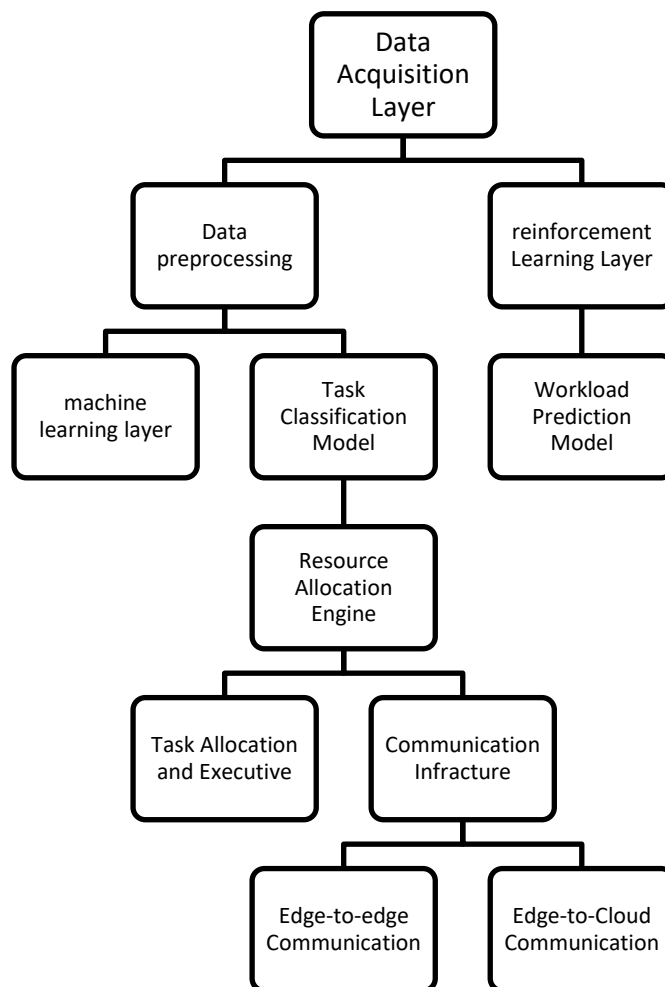 Data
Acquisition
Layer
Data
preprocessing
reinforcement
Learning Layer
machine
learning layer
Task
Classification
Model
Workload
Prediction
Model
Resource
Allocation
Engine
Task Allocation
and Executive
Communication
Infracture
Edge-to-edge
Communication
Edge-to-Cloud
Communication